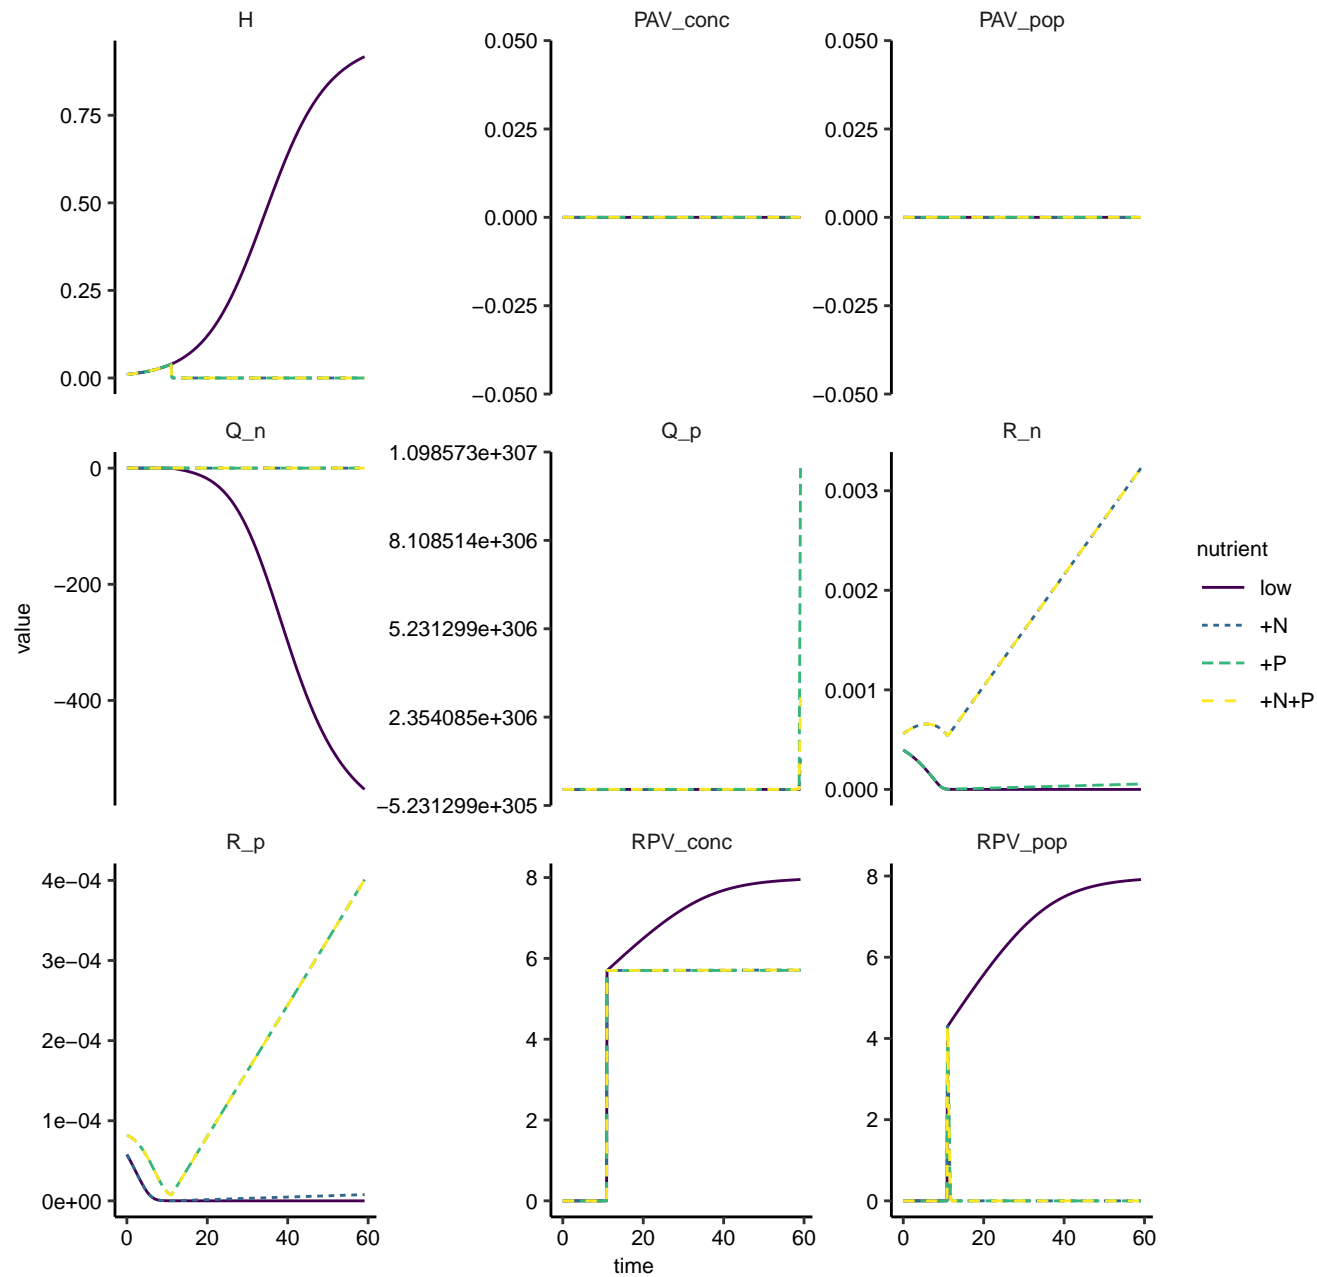 H
PAV_conc
PAV_pop
0.75
0.50
0.25
0.00
0.050
0.025
0.000
−0.025
−0.050
0.050
0.025
0.000
−0.025
−0.050
Q_n
Q_p
R_n
0
−200
−400
1.098573e+307
8.108514e+306
5.231299e+306
2.354085e+306
−5.231299e+305
0.003
0.002
0.001
0.000
value
nutrient
low
+N
+P
+N+P
R_p
RPV_conc
RPV_pop
4e−04
3e−04
2e−04
1e−04
0e+00
8
6
4
2
0
8
6
4
2
0
0 20 40 60
0 20 40 60
0 20 40 60
time